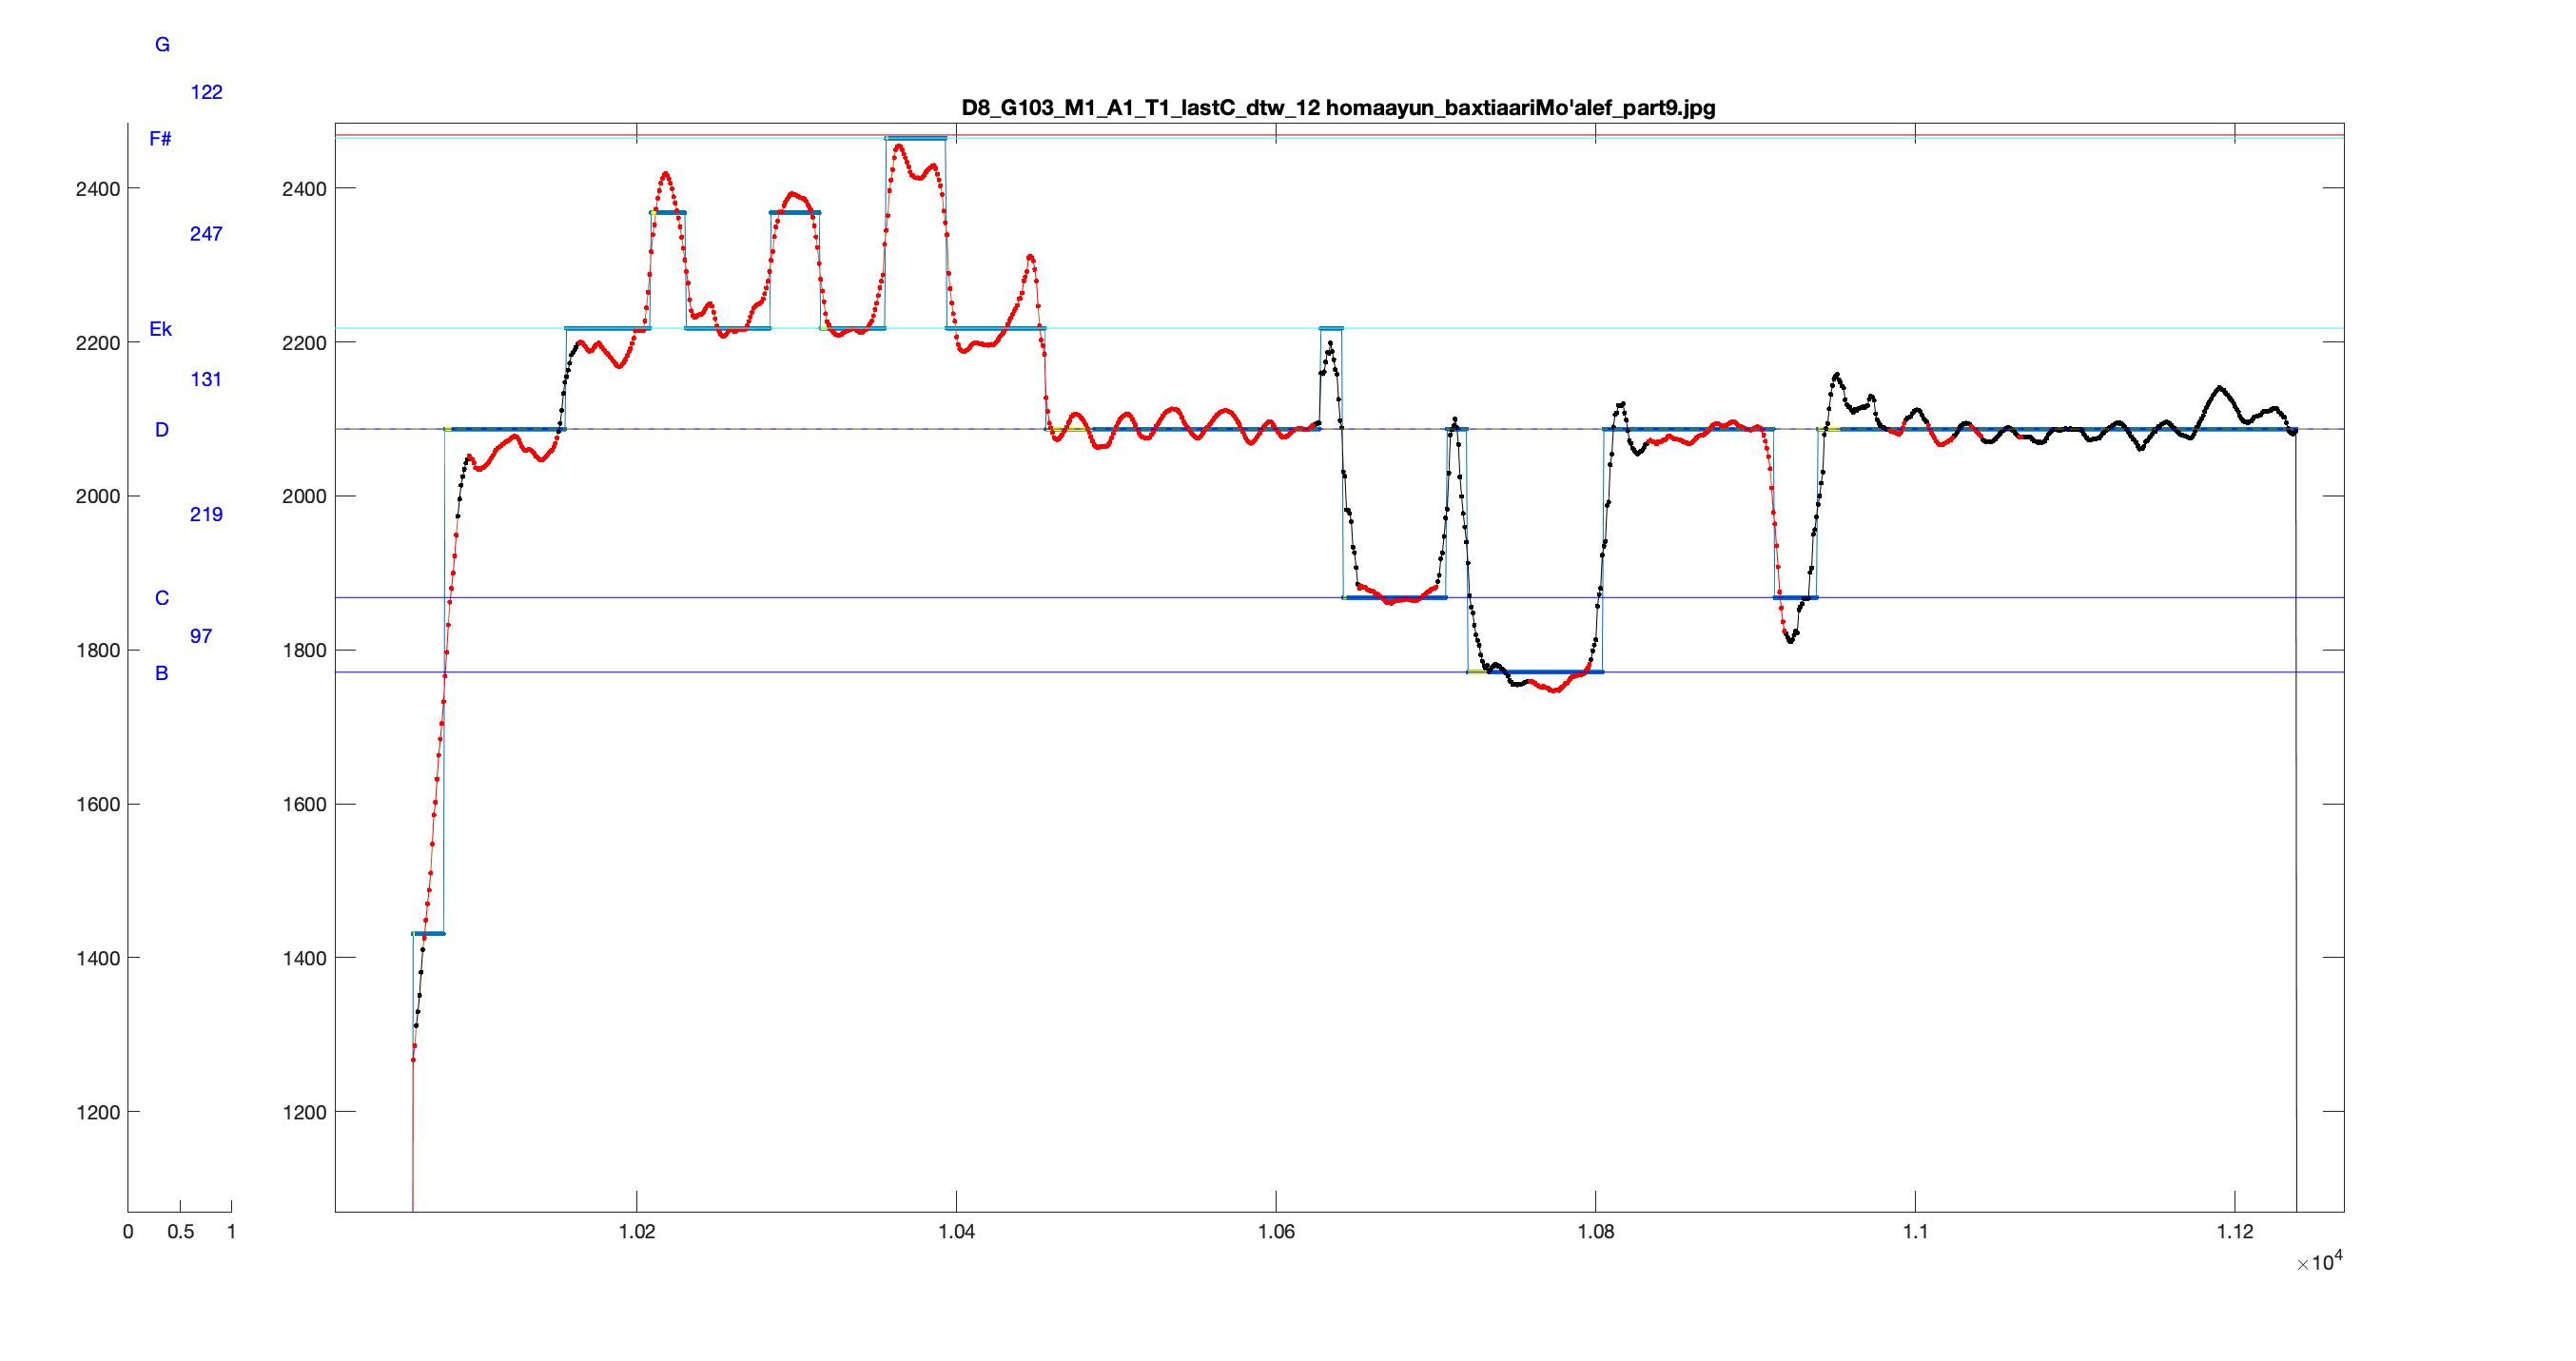 G
122
D8_G103_M1_A1_T1_lastC_dtw_12 homaayun_baxtiaariMo'alef_part9.jpg
F#
2400 2400
247
Ek
2200 2200
131
D
2000 2000
219
C
97
1800 1800
B
1600 1600
1400 1400
1200 1200
0 0.5 1 1.02 1.04 1.06 1.08 1.1 1.12
×10^4